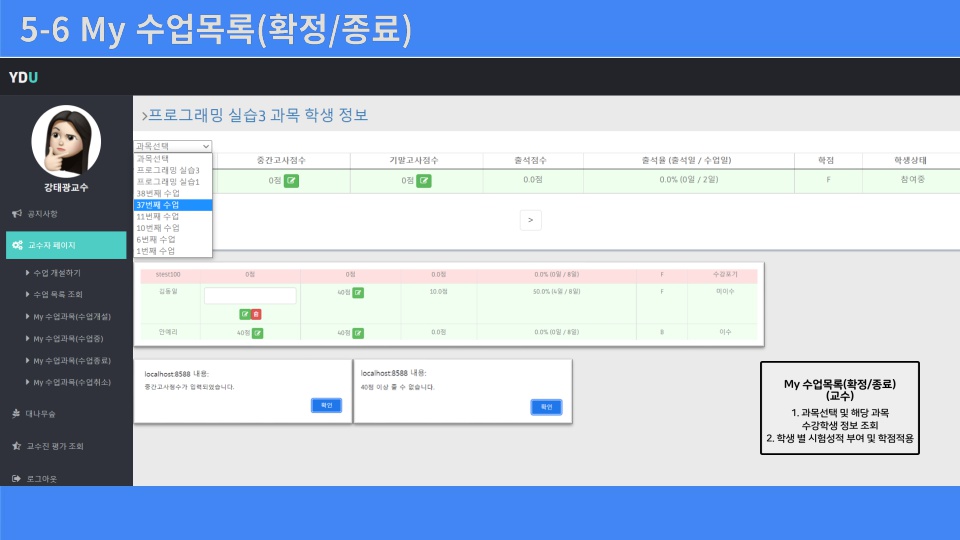 5-6 My 수업목록(확정/종료)
YDU
강태광교수
공지사항
교수자 페이지
수업 개설하기
수업 목록 조회
My 수업과목(수업개설)
My 수업과목(수업중)
My 수업과목(수업종료)
My 수업과목(수업취소)
대나무숲
교수진 평가 조회
로그아웃
>프로그래밍 실습3 과목 학생 정보
과목선택
과목선택
프로그래밍 실습3
프로그래밍 실습1
38번째 수업
37번째 수업
11번째 수업
10번째 수업
6번째 수업
1번째 수업
중간고사점수 기말고사점수 출석점수 출석율 (출석일 / 수업일) 학점 학생상태
0점 0점 0.0점 0.0% (0일 / 2일) F 참여중
>
stest100 0점 0점 0.0점 0.0% (0일 / 8일) F 수강포기
김동일 40점 10.0점 50.0% (4일 / 8일) F 미이수
안예리 40점 40점 0.0점 0.0% (0일 / 8일) B 이수
localhost:8588 내용:
중간고사점수가 입력되었습니다.
확인
localhost:8588 내용:
40점 이상 줄 수 없습니다.
확인
My 수업목록(확정/종료)
(교수)
1. 과목선택 및 해당 과목
수강학생 정보 조회
2. 학생 별 시험성적 부여 및 학점적용